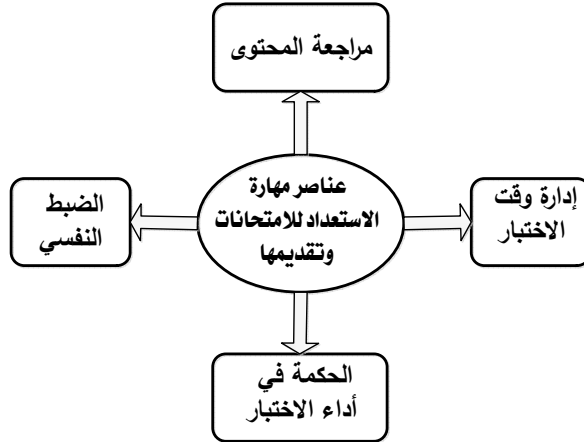 مراجعة المحتوى
عناصر مهارة
الاستعداد للامتحانات
وتقديمها
إدارة وقت
الاختبار
الضبط
النفسي
الحكمة في
أداء الاختبار